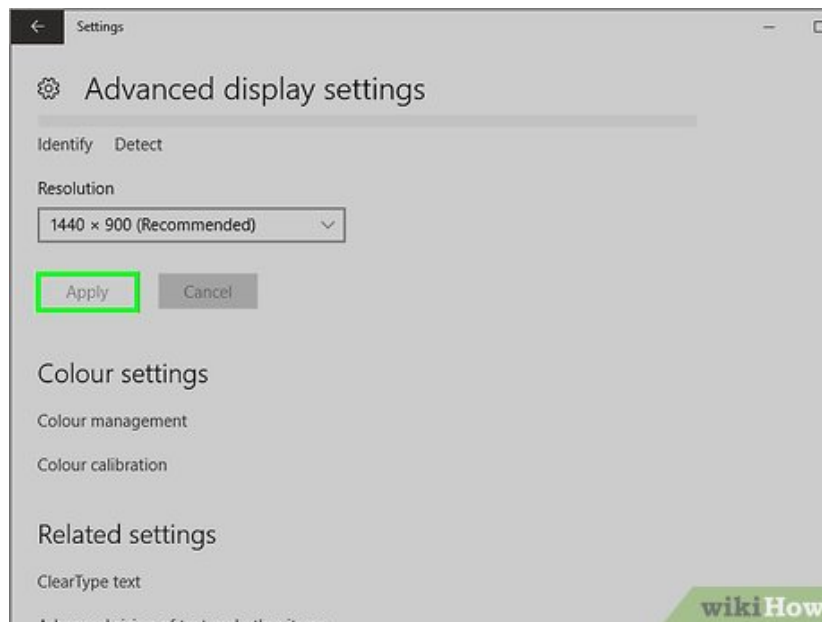 Settings
Advanced display settings
Identify Detect
Resolution
1440 × 900 (Recommended)
Apply Cancel
Colour settings
Colour management
Colour calibration
Related settings
ClearType text
wikiHow